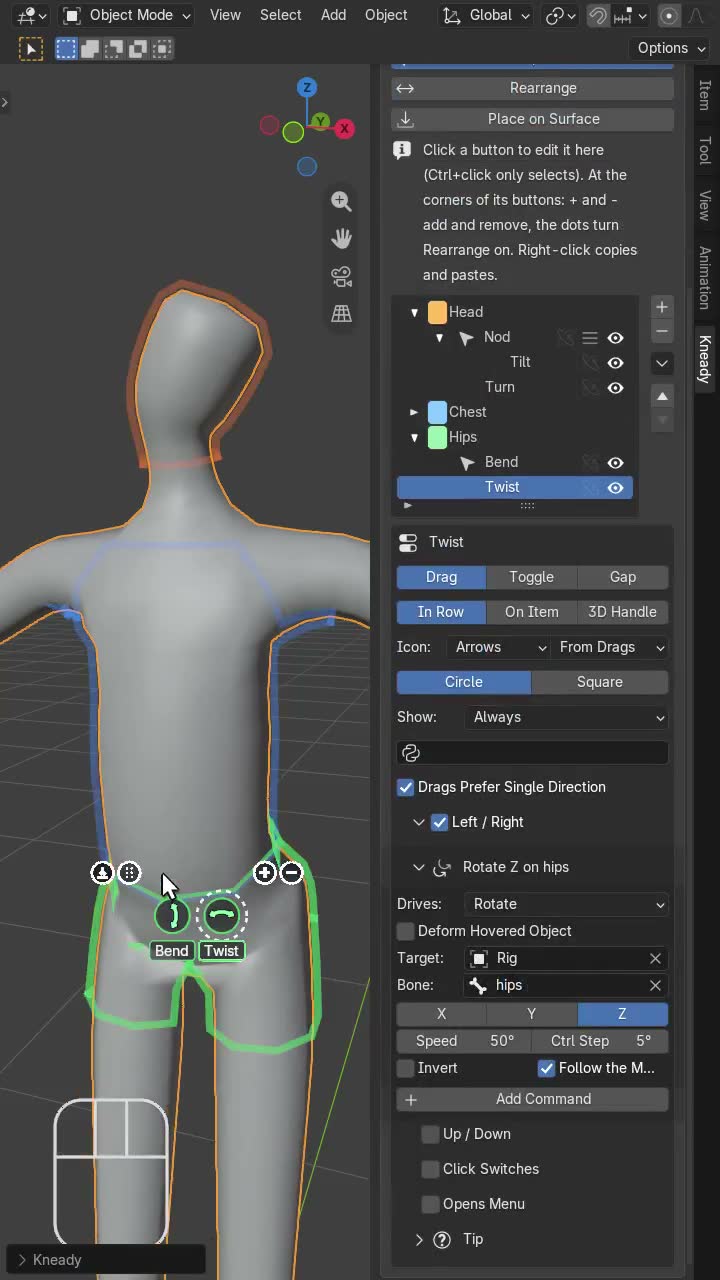 Object Mode View Select Add Object Global
Options
Rearrange
Place on Surface
Click a button to edit it here
(Ctrl+click only selects). At the
corners of its buttons: + and -
add and remove, the dots turn
Rearrange on. Right-click copies
and pastes.
Head
Nod
Tilt
Turn
Chest
Hips
Bend
Twist
Twist
Drag Toggle Gap
In Row On Item 3D Handle
Icon: Arrows From Drags
Circle Square
Show: Always
Drags Prefer Single Direction
Left / Right
Rotate Z on hips
Drives: Rotate
Deform Hovered Object
Target: Rig
Bone: hips
X Y Z
Speed 50° Ctrl Step 5°
Invert Follow the M...
+ Add Command
Up / Down
Click Switches
Opens Menu
Tip
Item
Tool
View
Animation
Kneady
Z
Y
X
Bend Twist
Kneady